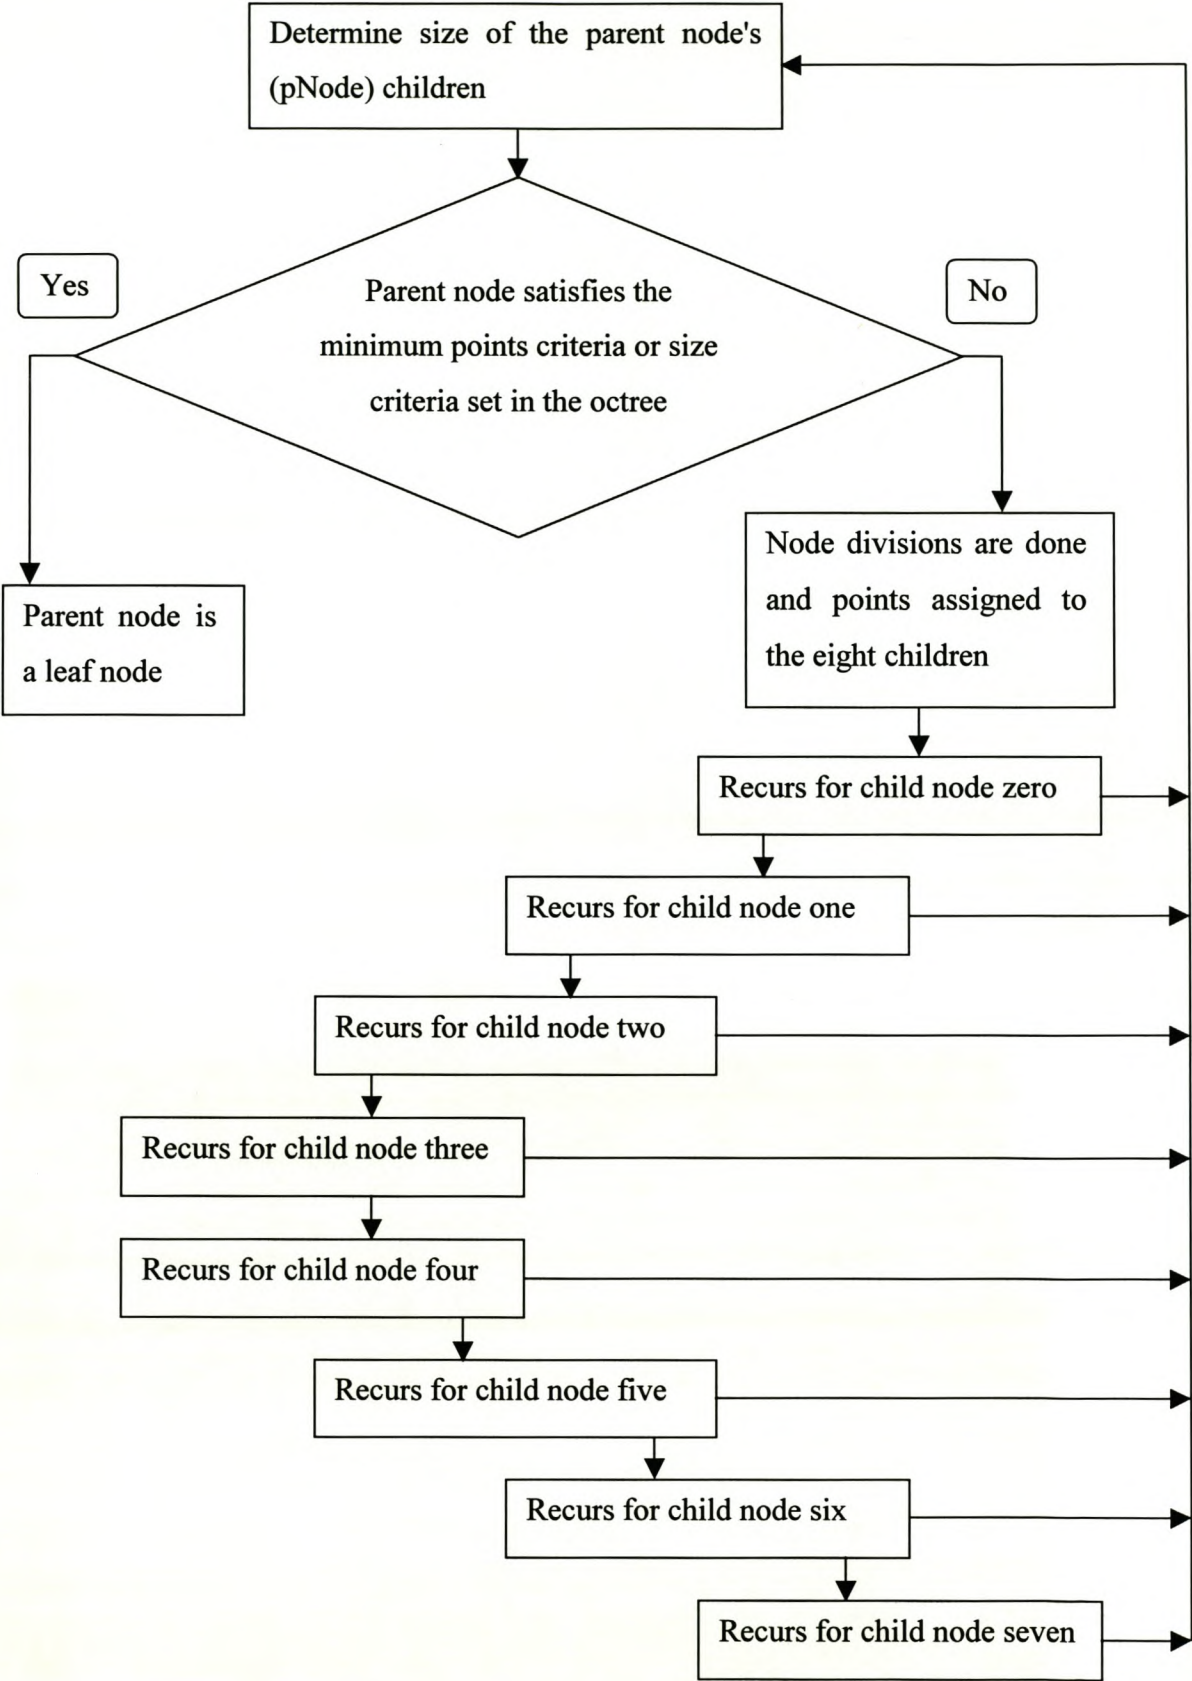 Determine size of the parent node's
(pNode) children
Yes
No
Parent node satisfies the
minimum points criteria or size
criteria set in the octree
Node divisions are done
and points assigned to
the eight children
Parent node is
a leaf node
Recurs for child node zero
Recurs for child node one
Recurs for child node two
Recurs for child node three
Recurs for child node four
Recurs for child node five
Recurs for child node six
Recurs for child node seven